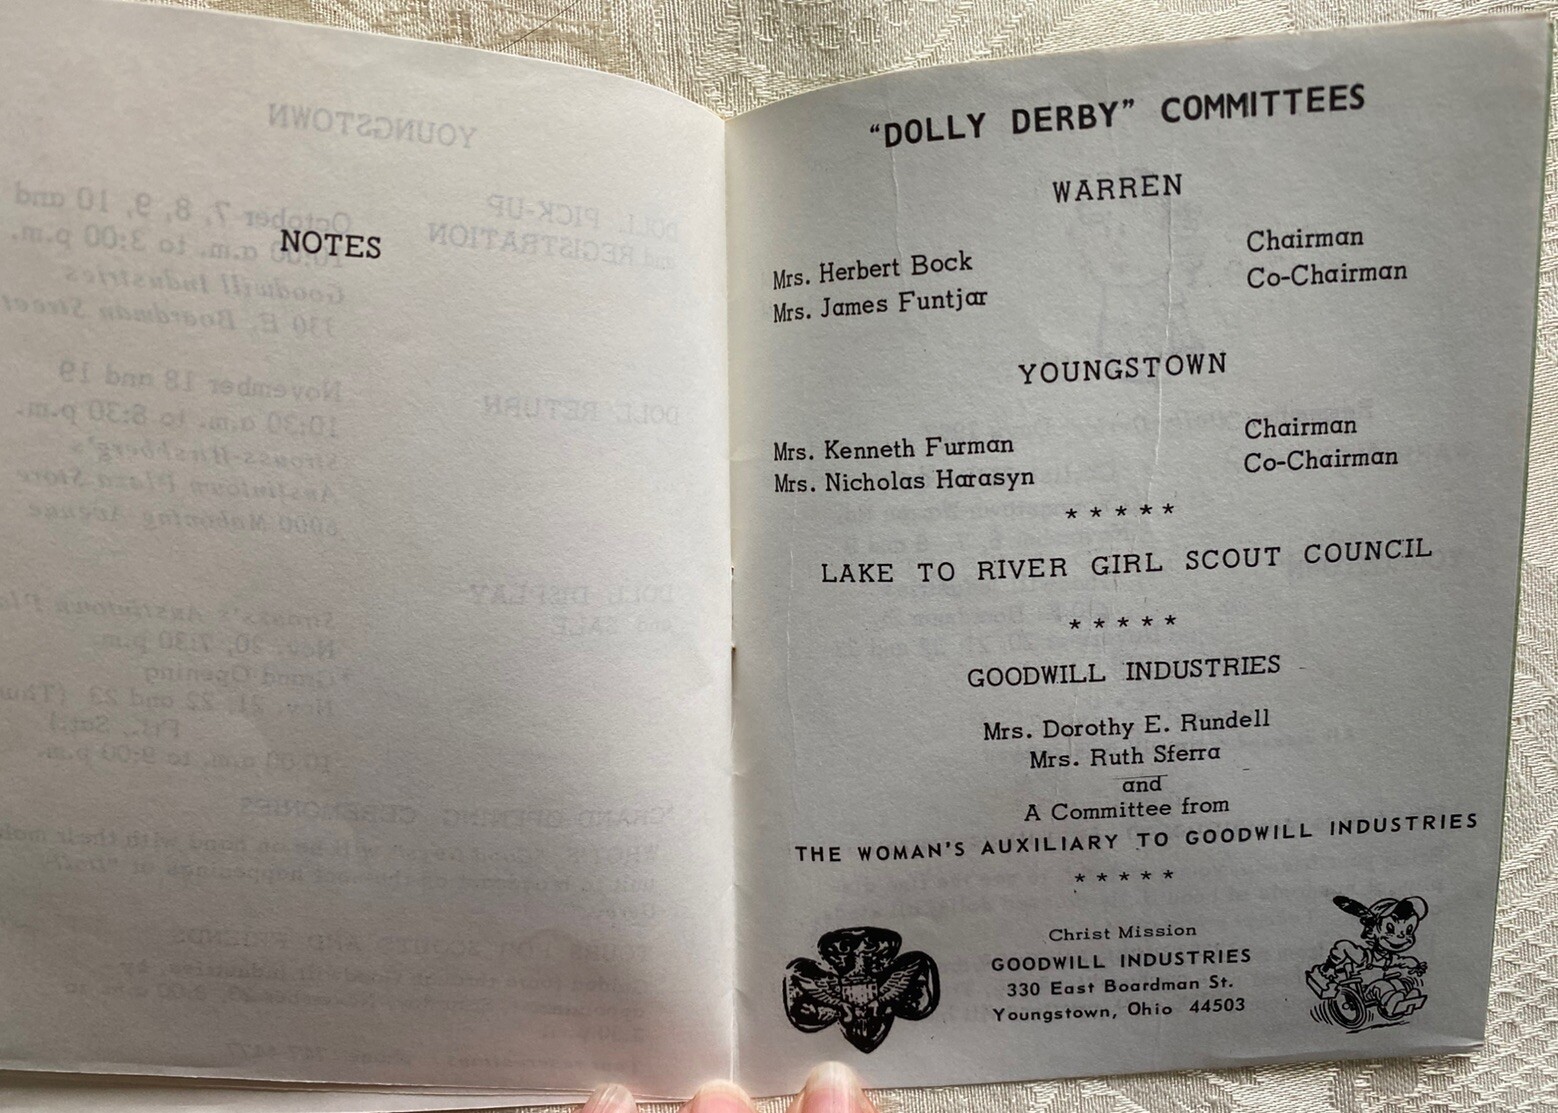 NOTES
"DOLLY DERBY" COMMITTEES
WARREN
Mrs. Herbert Bock Chairman
Mrs. James Funtjar Co-Chairman
YOUNGSTOWN
Mrs. Kenneth Furman Chairman
Mrs. Nicholas Harasyn Co-Chairman
* * * * *
LAKE TO RIVER GIRL SCOUT COUNCIL
* * * * *
GOODWILL INDUSTRIES
Mrs. Dorothy E. Rundell
Mrs. Ruth Sferra
and
A Committee from
THE WOMAN'S AUXILIARY TO GOODWILL INDUSTRIES
* * * * *
Christ Mission
GOODWILL INDUSTRIES
330 East Boardman St.
Youngstown, Ohio 44503